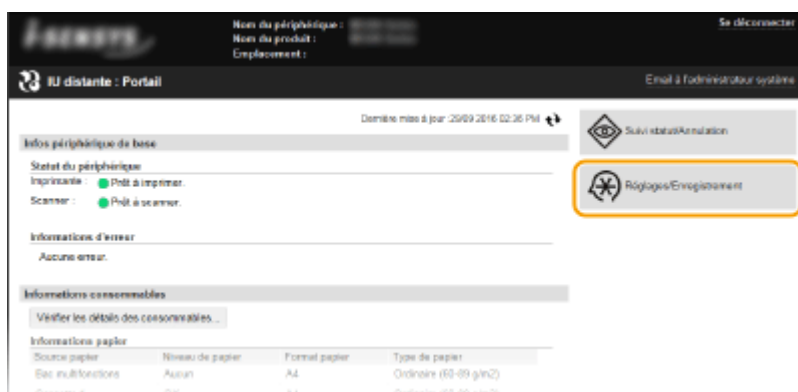 i-SENSYS
Nom du périphérique :
Nom du produit :
Emplacement :
Se déconnecter
IU distante : Portail
Email à l'administrateur système
Dernière mise à jour :29/09 2016 02:36 PM
Suivi statut/Annulation
Infos périphérique de base
Statut du périphérique
Imprimante : Prêt à imprimer.
Scanner : Prêt à scanner.
Réglages/Enregistrement
Informations d'erreur
Aucune erreur.
Informations consommables
Vérifier les détails des consommables...
Informations papier
Source papier Niveau de papier Format papier Type de papier
Bac multifonctions Aucun A4 Ordinaire (60-89 g/m2)